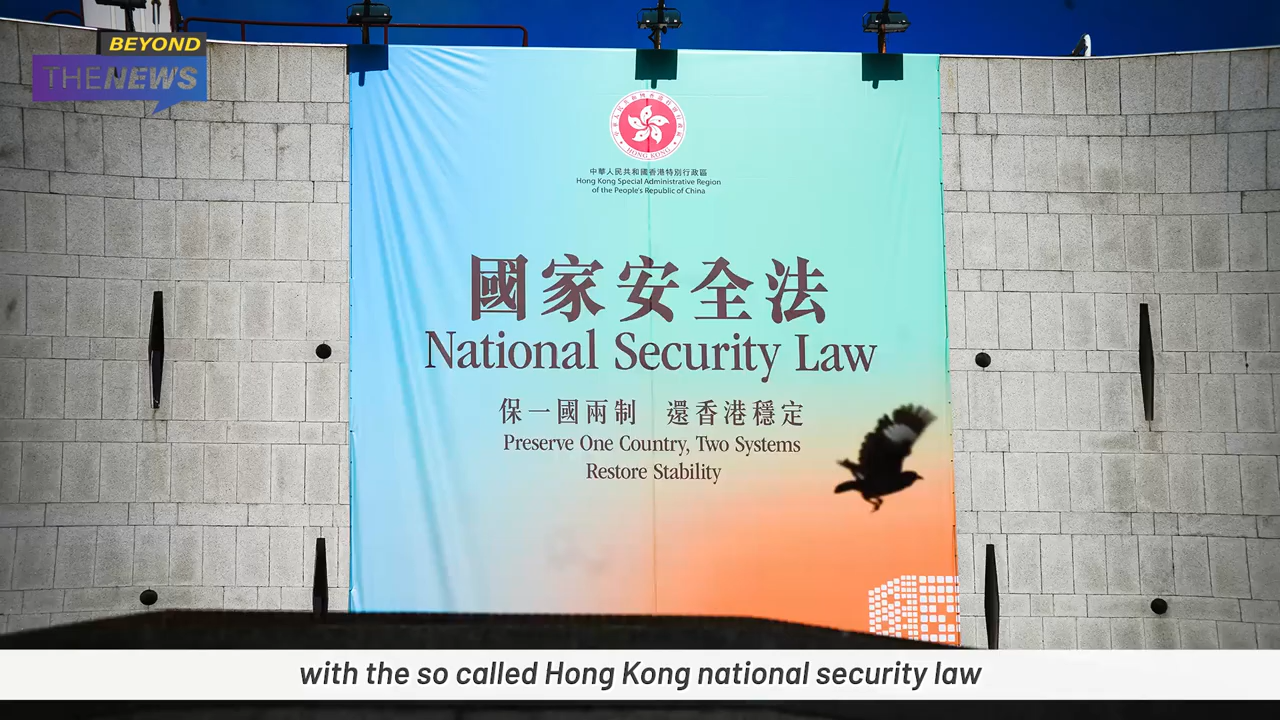 BEYOND
THENEWS
HONG KONG
中華人民共和國香港特別行政區
Hong Kong Special Administrative Region
of the People's Republic of China
國家安全法
National Security Law
保一國兩制 還香港穩定
Preserve One Country, Two Systems
Restore Stability
with the so called Hong Kong national security law